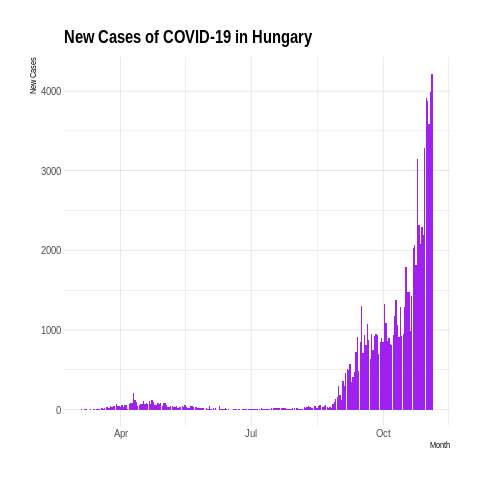 New Cases of COVID-19 in Hungary
New Cases
4000
3000
2000
1000
0
Apr
Jul
Oct
Month